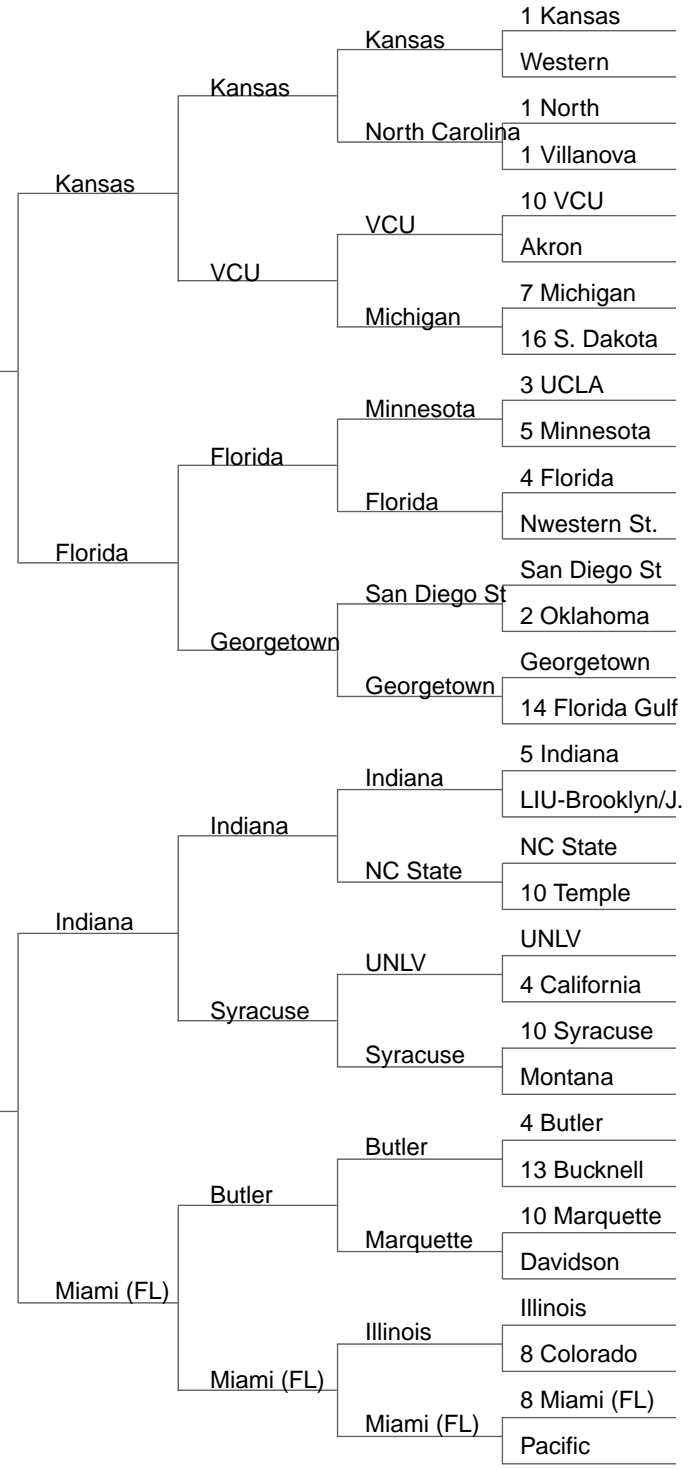 1 Kansas
Kansas
Western
Kansas
1 North
North Carolina
1 Villanova
Kansas
10 VCU
VCU
Akron
VCU
7 Michigan
Michigan
16 S. Dakota
3 UCLA
Minnesota
5 Minnesota
Florida
4 Florida
Florida
Nwestern St.
Florida
San Diego St
San Diego St
2 Oklahoma
Georgetown
Georgetown
Georgetown
14 Florida Gulf
5 Indiana
Indiana
LIU-Brooklyn/J.
Indiana
NC State
NC State
10 Temple
Indiana
UNLV
UNLV
4 California
Syracuse
10 Syracuse
Syracuse
Montana
4 Butler
Butler
13 Bucknell
Butler
10 Marquette
Marquette
Davidson
Miami (FL)
Illinois
Illinois
8 Colorado
Miami (FL)
8 Miami (FL)
Miami (FL)
Pacific